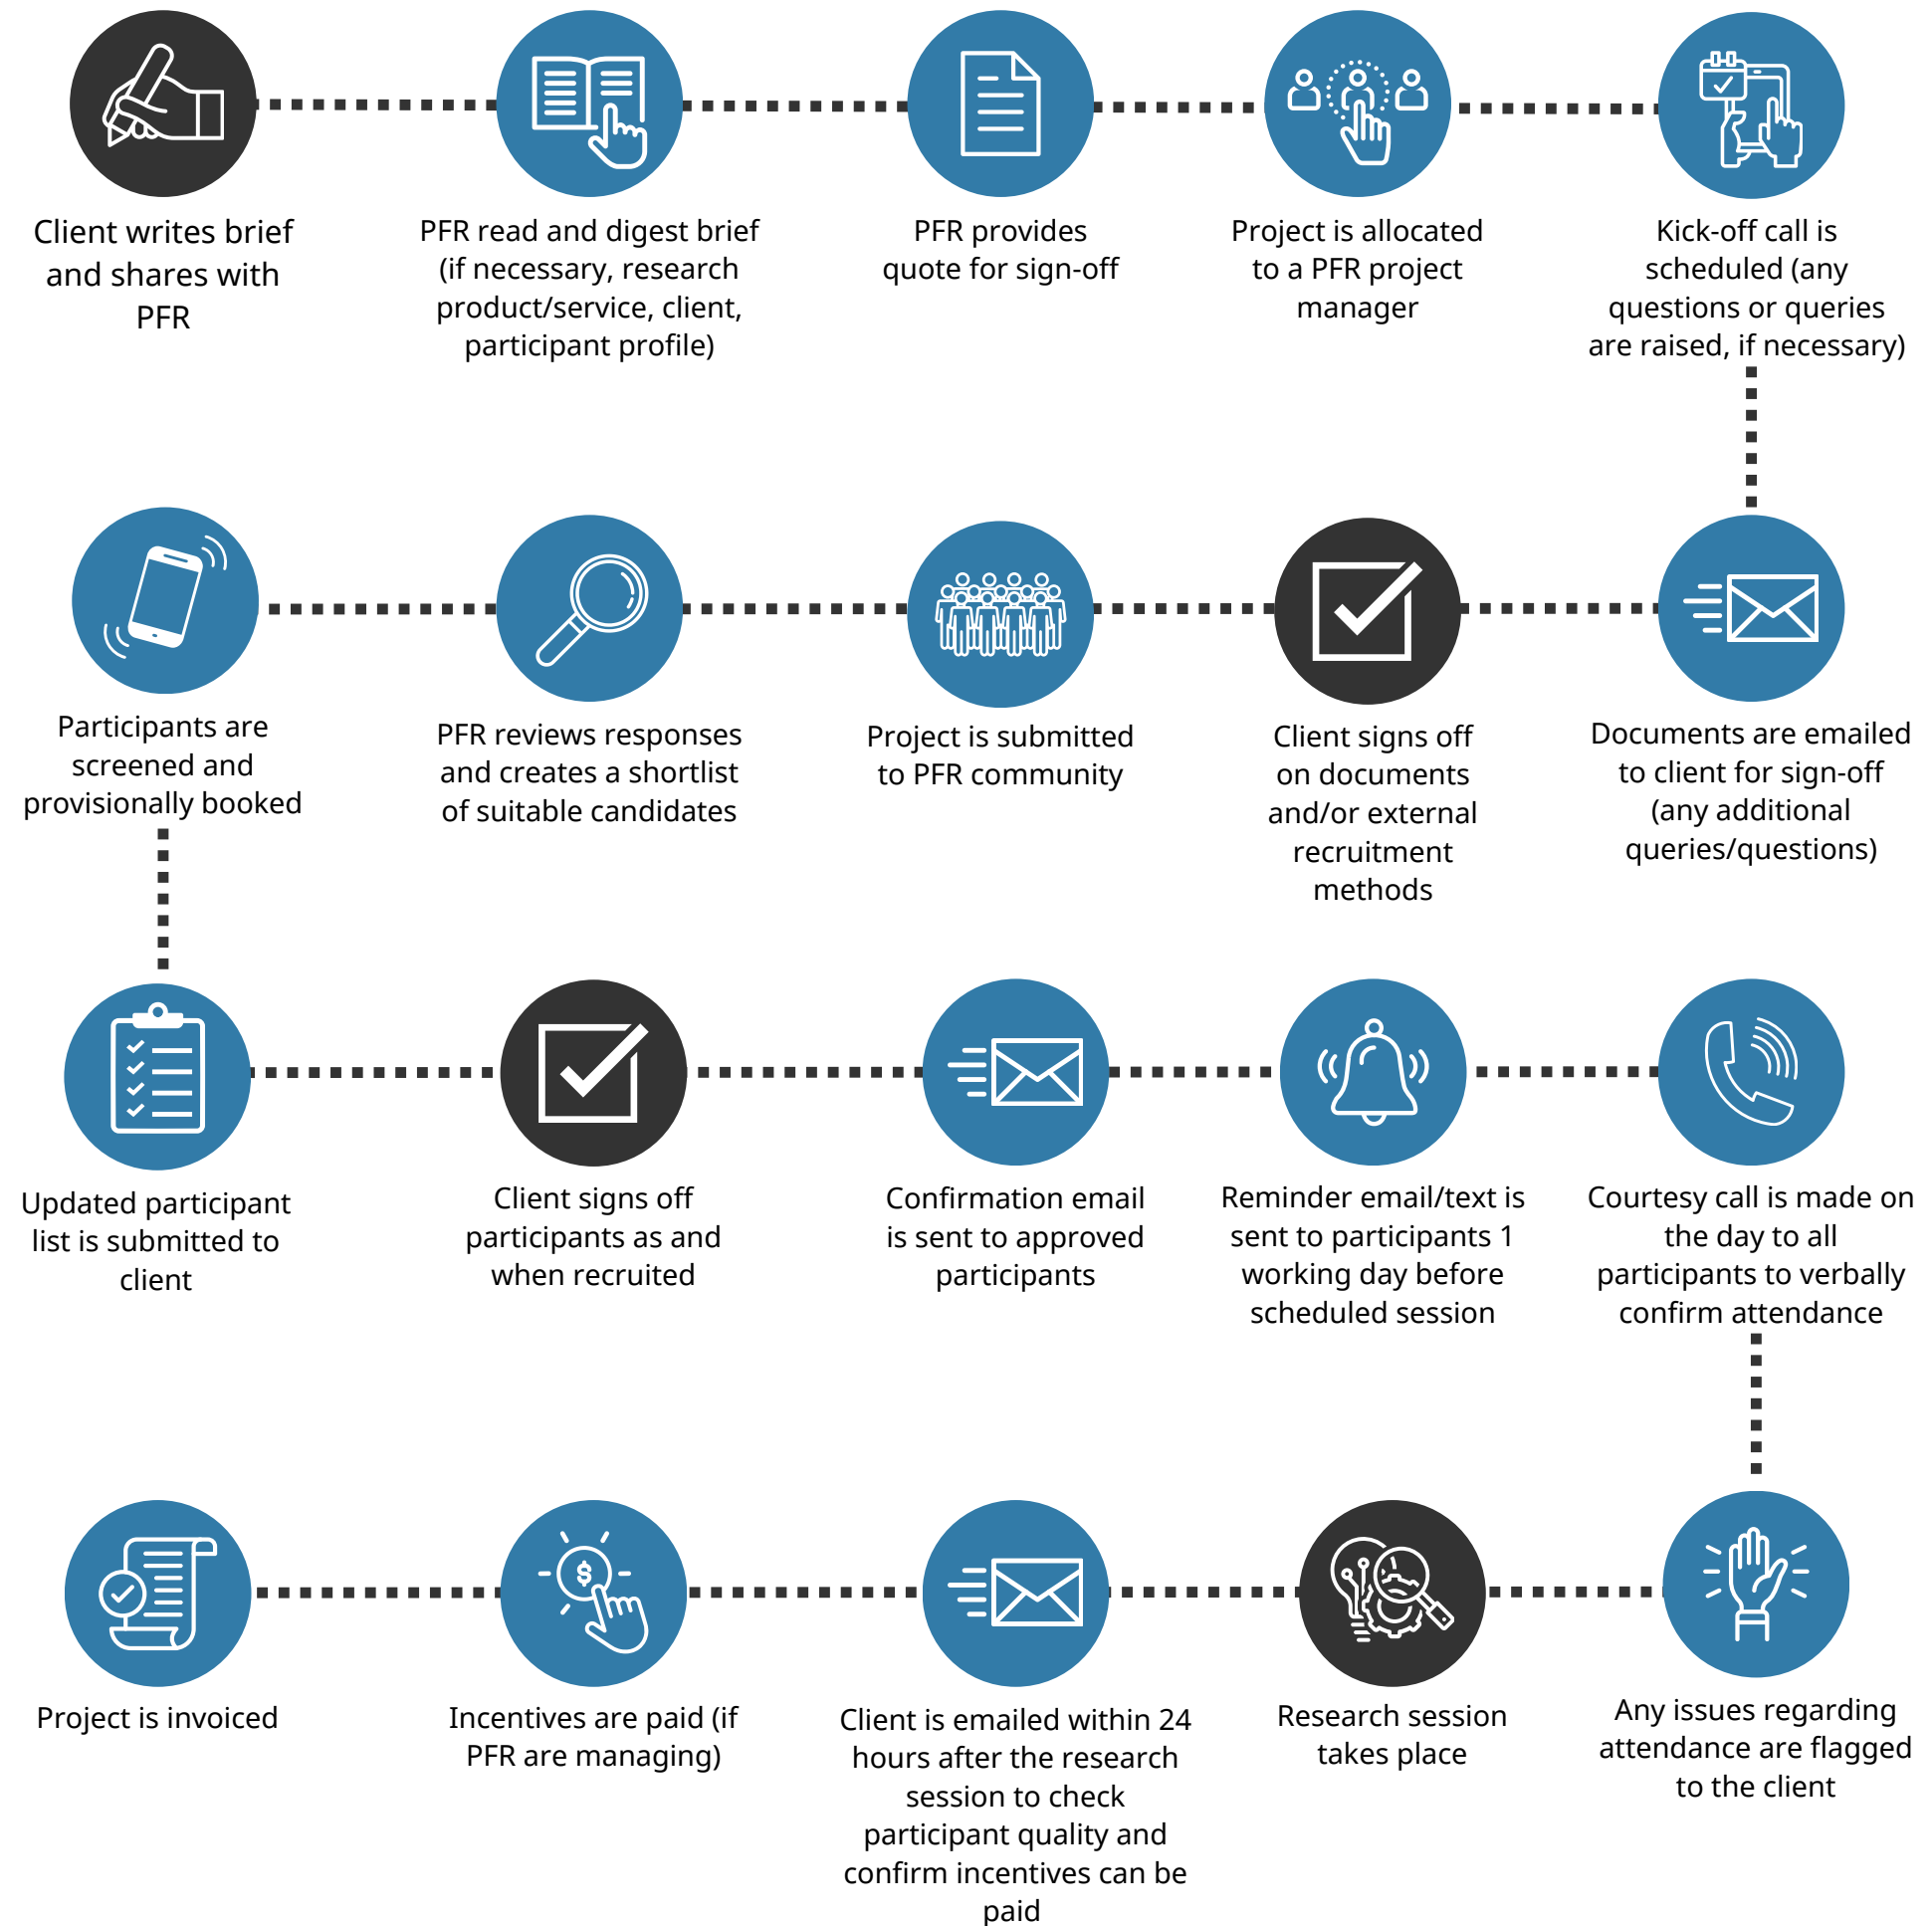 Client writes brief
and shares with
PFR
PFR read and digest brief
(if necessary, research
product/service, client,
participant profile)
PFR provides
quote for sign-off
Project is allocated
to a PFR project
manager
Kick-off call is
scheduled (any
questions or queries
are raised, if necessary)
Documents are emailed
to client for sign-off
(any additional
queries/questions)
Client signs off
on documents
and/or external
recruitment
methods
Project is submitted
to PFR community
PFR reviews responses
and creates a shortlist
of suitable candidates
Participants are
screened and
provisionally booked
Updated participant
list is submitted to
client
Client signs off
participants as and
when recruited
Confirmation email
is sent to approved
participants
Reminder email/text is
sent to participants 1
working day before
scheduled session
Courtesy call is made on
the day to all
participants to verbally
confirm attendance
Any issues regarding
attendance are flagged
to the client
Research session
takes place
Client is emailed within 24
hours after the research
session to check
participant quality and
confirm incentives can be
paid
$
Incentives are paid (if
PFR are managing)
Project is invoiced